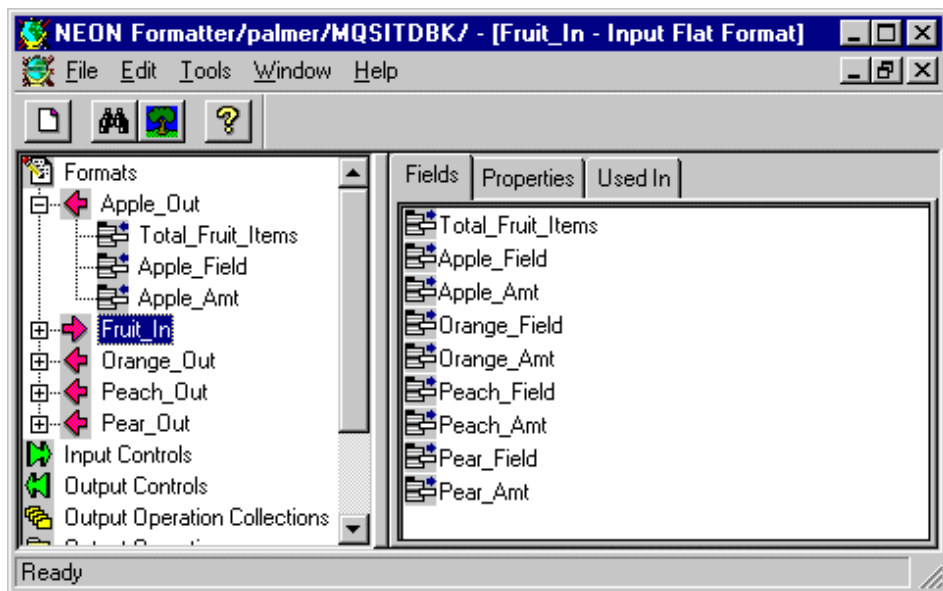 NEON Formatter/palmer/MQSITDBK/ - [Fruit_In - Input Flat Format]
File Edit Tools Window Help
Formats
Apple_Out
Total_Fruit_Items
Apple_Field
Apple_Amt
Fruit_In
Orange_Out
Peach_Out
Pear_Out
Input Controls
Output Controls
Output Operation Collections
Fields Properties Used In
Total_Fruit_Items
Apple_Field
Apple_Amt
Orange_Field
Orange_Amt
Peach_Field
Peach_Amt
Pear_Field
Pear_Amt
Ready